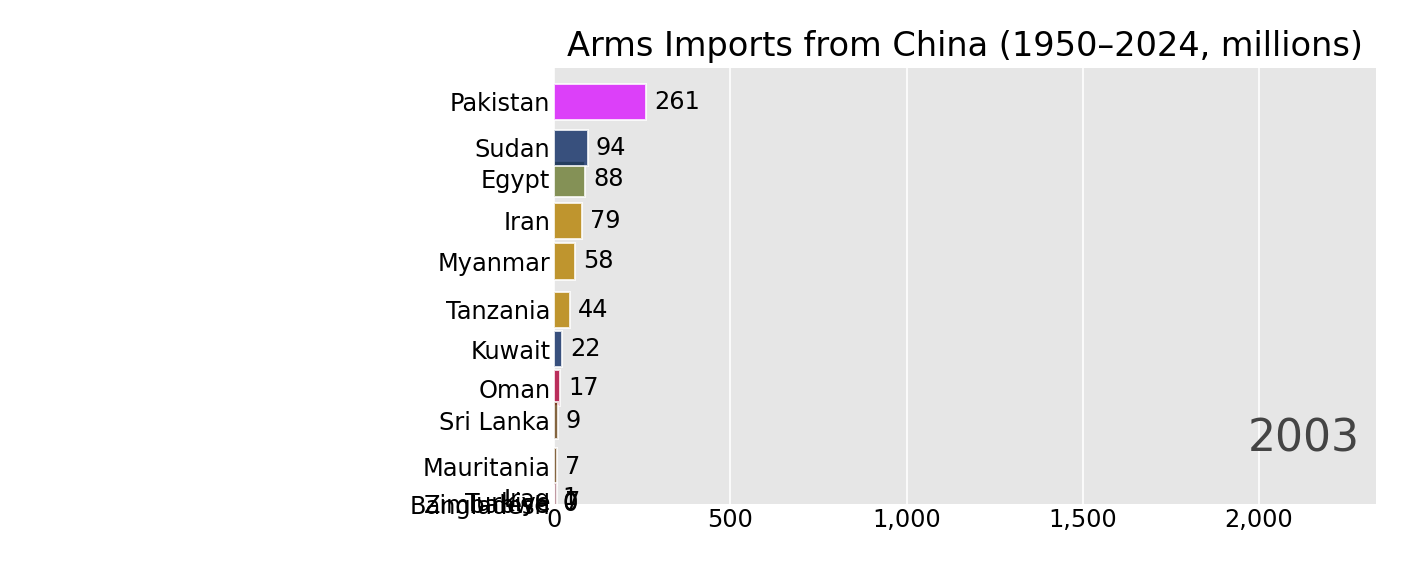 Arms Imports from China (1950–2024, millions)
Pakistan 261
Sudan 94
Egypt 88
Iran 79
Myanmar 58
Tanzania 44
Kuwait 22
Oman 17
Sri Lanka 9
2003
Mauritania 7
0 500 1,000 1,500 2,000